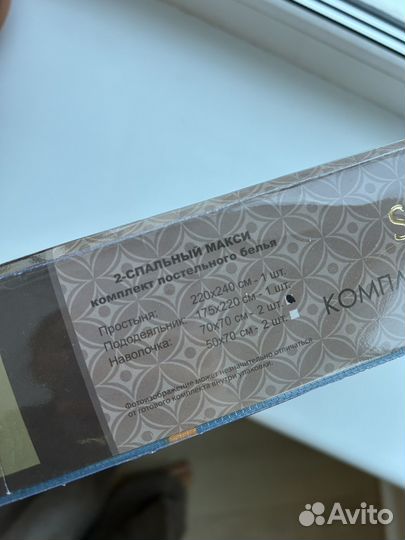 2-СПАЛЬНЫЙ МАКСИ
комплект постельного белья
Простыня: 220х240 см - 1 шт.
Пододеяльник: 175х220 см - 1 шт.
Наволочка: 70х70 см - 2 шт.
50х70 см - 2 шт.
Фотоизображение может незначительно отличаться
от готового комплекта внутри упаковки.
S
КОМПЛ
Avito